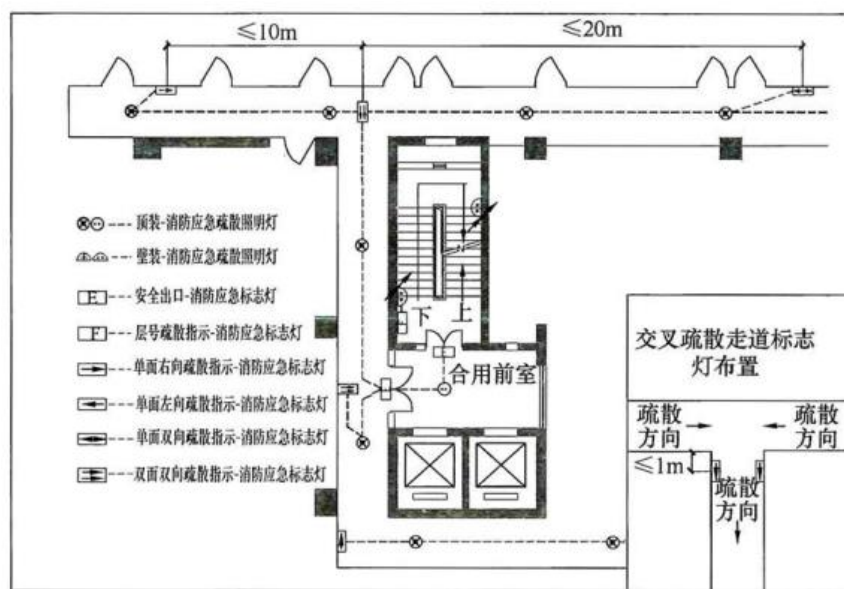 ≤10m
≤20m
顶装-消防应急疏散照明灯
壁装-消防应急疏散照明灯
E
安全出口-消防应急标志灯
F
层号疏散指示-消防应急标志灯
单面右向疏散指示-消防应急标志灯
单面左向疏散指示-消防应急标志灯
单面双向疏散指示-消防应急标志灯
双面双向疏散指示-消防应急标志灯
下 上
合用前室
交叉疏散走道标志
灯布置
疏散
方向
疏散
方向
≤1m
疏散
方向